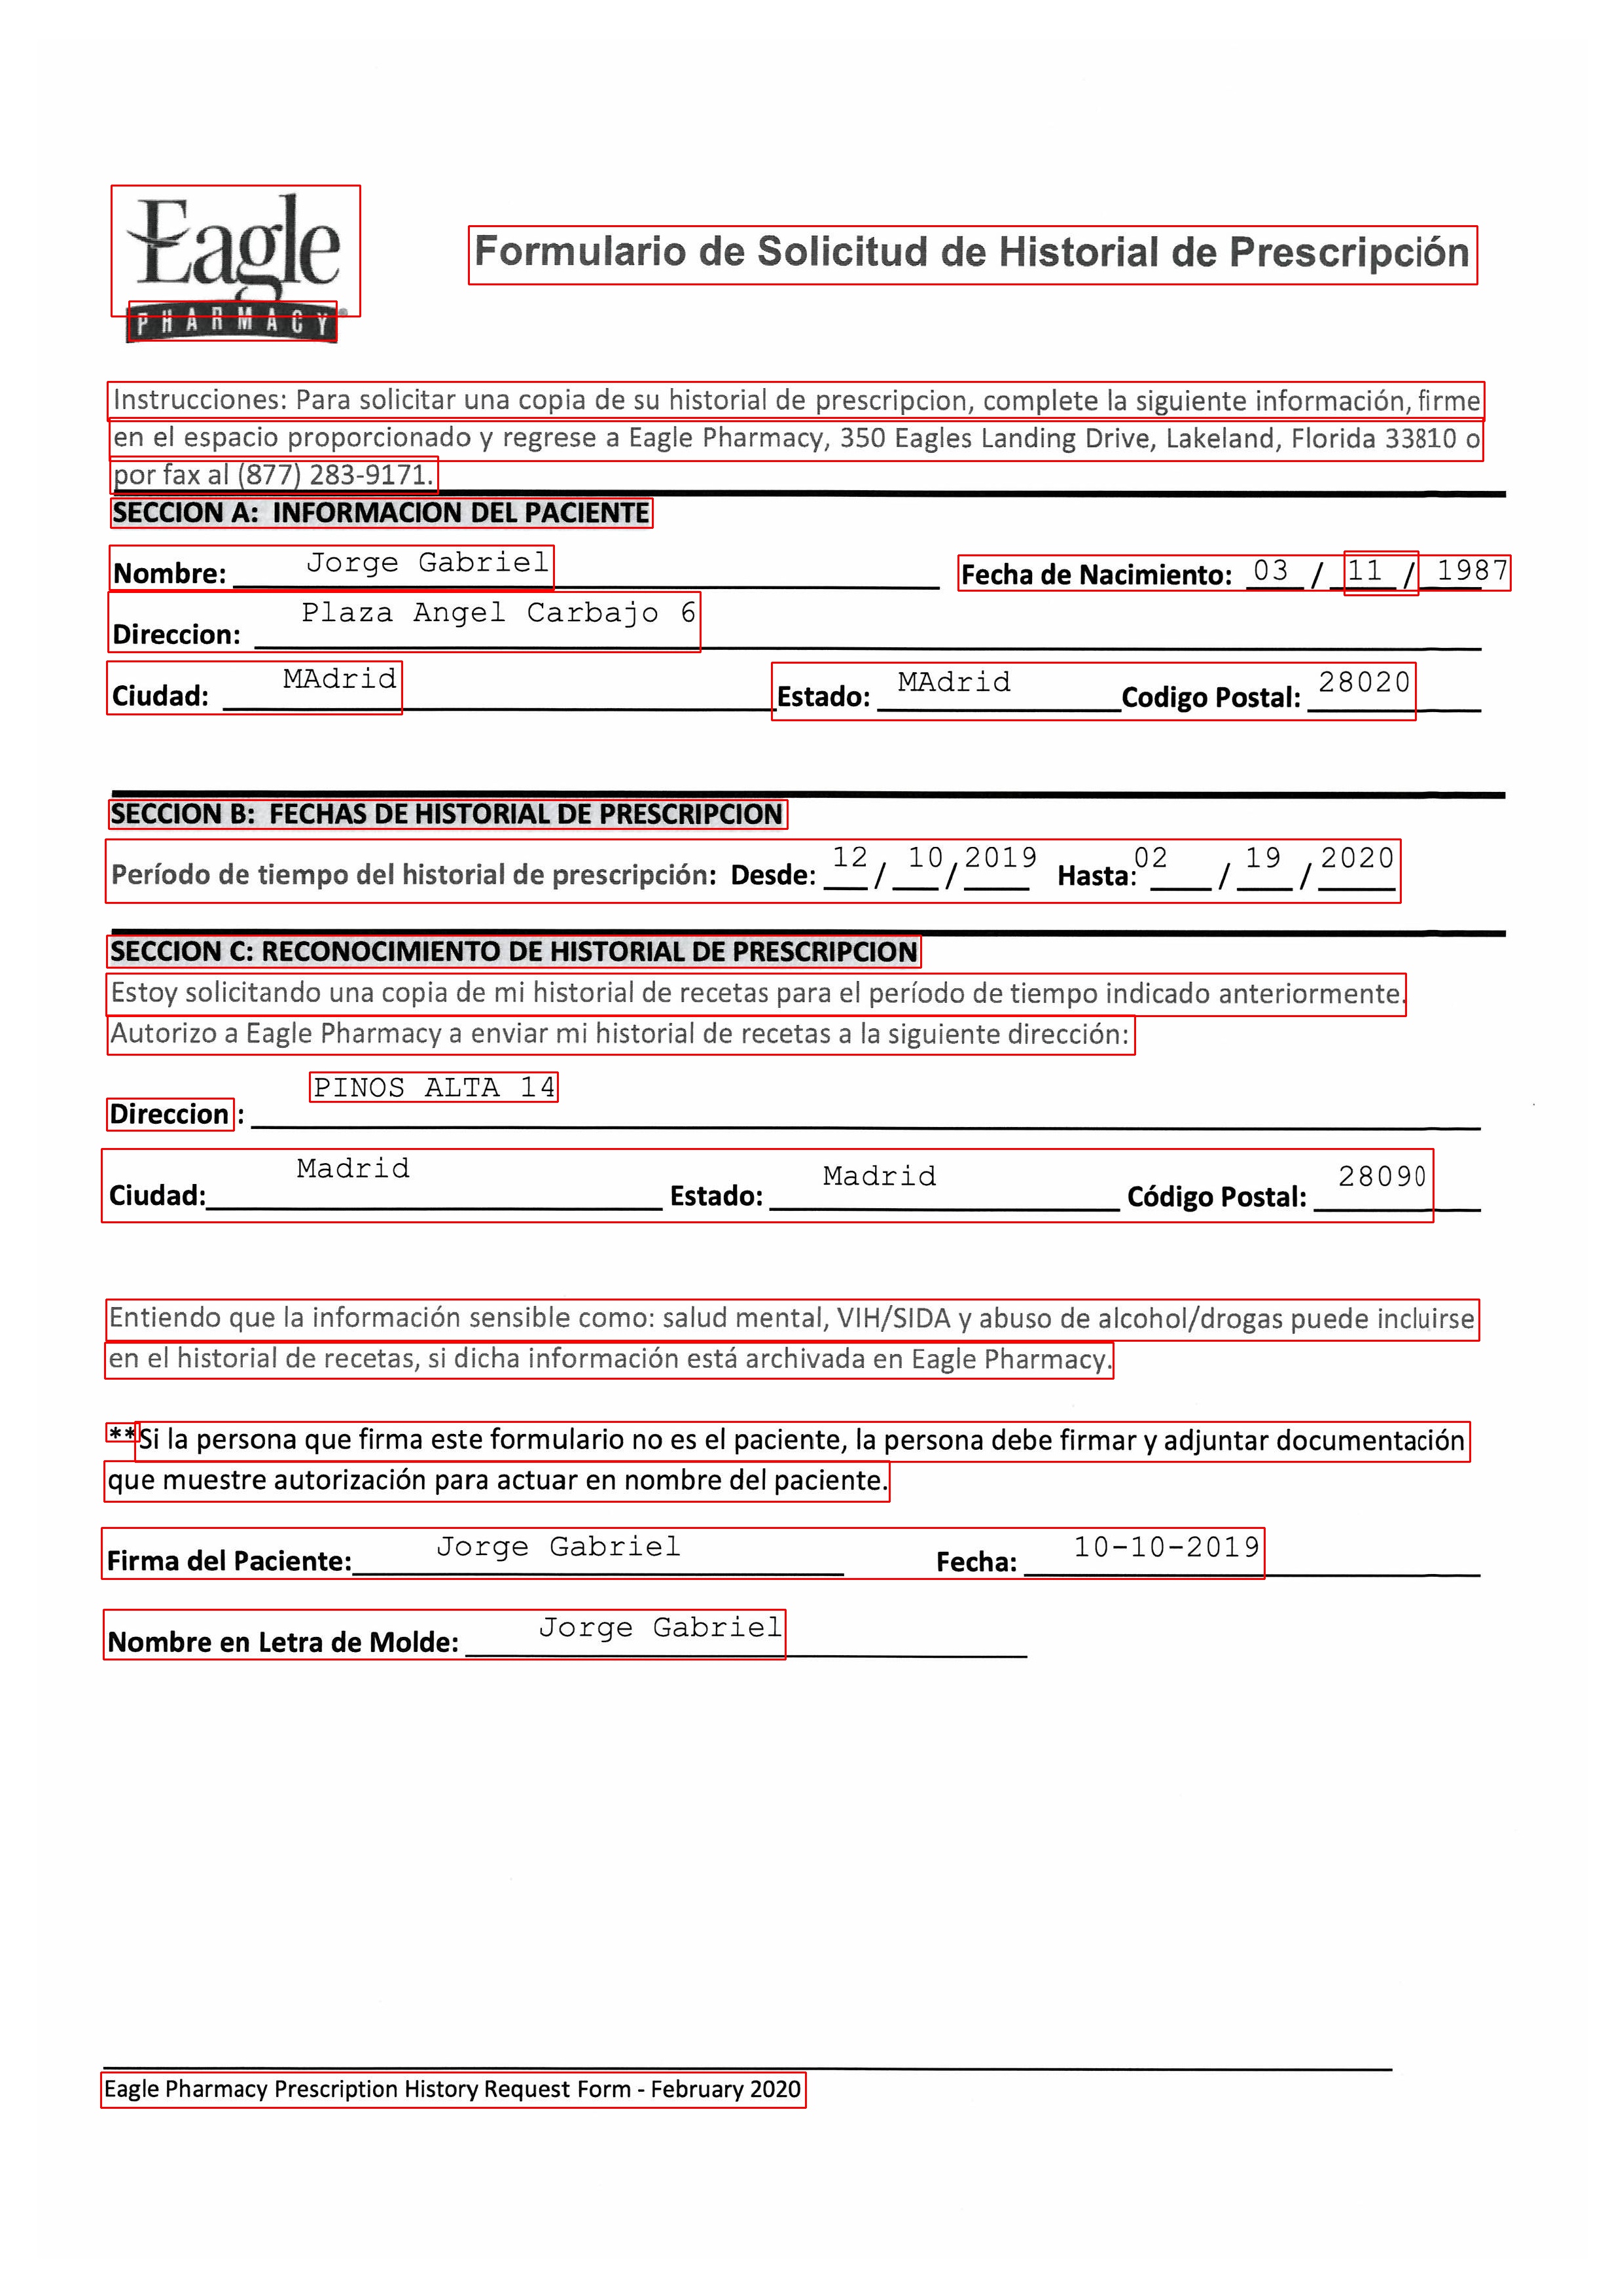 Eagle
PHARMACY
Formulario de Solicitud de Historial de Prescripción
Instrucciones: Para solicitar una copia de su historial de prescripcion, complete la siguiente información, firme
en el espacio proporcionado y regrese a Eagle Pharmacy, 350 Eagles Landing Drive, Lakeland, Florida 33810 o
por fax al (877) 283-9171.
SECCION A: INFORMACION DEL PACIENTE
Nombre: Jorge Gabriel Fecha de Nacimiento: 03 / 11 / 1987
Direccion: Plaza Angel Carbajo 6
Ciudad: MAdrid Estado: MAdrid Codigo Postal: 28020
SECCION B: FECHAS DE HISTORIAL DE PRESCRIPCION
Período de tiempo del historial de prescripción: Desde: 12 / 10 / 2019 Hasta: 02 / 19 / 2020
SECCION C: RECONOCIMIENTO DE HISTORIAL DE PRESCRIPCION
Estoy solicitando una copia de mi historial de recetas para el período de tiempo indicado anteriormente.
Autorizo a Eagle Pharmacy a enviar mi historial de recetas a la siguiente dirección:
Direccion : PINOS ALTA 14
Ciudad: Madrid Estado: Madrid Código Postal: 28090
Entiendo que la información sensible como: salud mental, VIH/SIDA y abuso de alcohol/drogas puede incluirse
en el historial de recetas, si dicha información está archivada en Eagle Pharmacy.
**Si la persona que firma este formulario no es el paciente, la persona debe firmar y adjuntar documentación
que muestre autorización para actuar en nombre del paciente.
Firma del Paciente: Jorge Gabriel Fecha: 10-10-2019
Nombre en Letra de Molde: Jorge Gabriel
Eagle Pharmacy Prescription History Request Form - February 2020